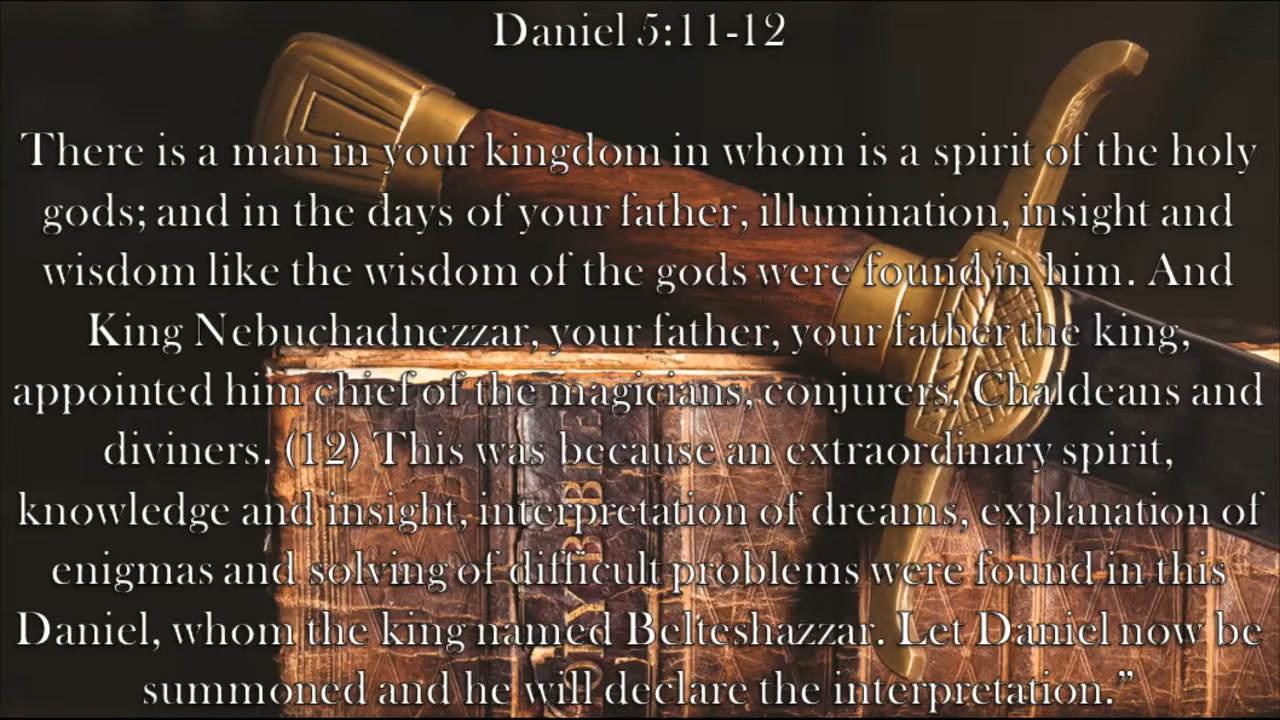 Daniel 5:11-12
There is a man in your kingdom in whom is a spirit of the holy
gods; and in the days of your father, illumination, insight and
wisdom like the wisdom of the gods were found in him. And
King Nebuchadnezzar, your father, your father the king,
appointed him chief of the magicians, conjurers, Chaldeans and
diviners. (12) This was because an extraordinary spirit,
knowledge and insight, interpretation of dreams, explanation of
enigmas and solving of difficult problems were found in this
Daniel, whom the king named Belteshazzar. Let Daniel now be
summoned and he will declare the interpretation.”